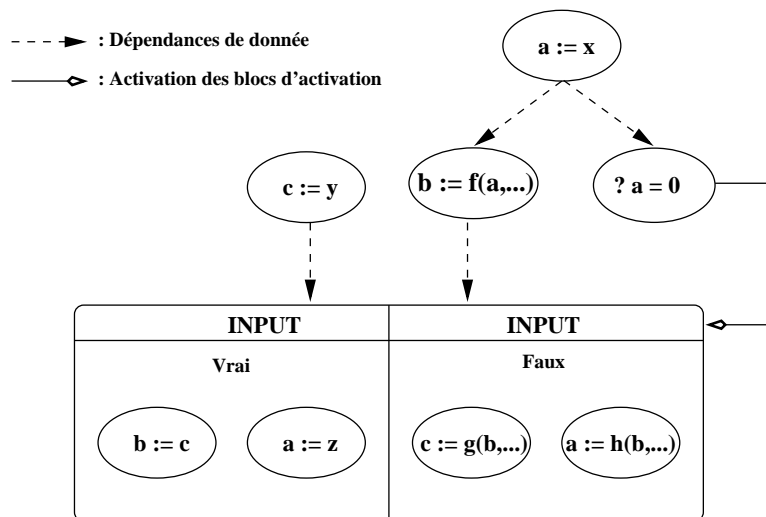 : Dépendances de donnée
: Activation des blocs d'activation
a := x
c := y
b := f(a,...)
? a = 0
INPUT
INPUT
Vrai
Faux
b := c
a := z
c := g(b,...)
a := h(b,...)